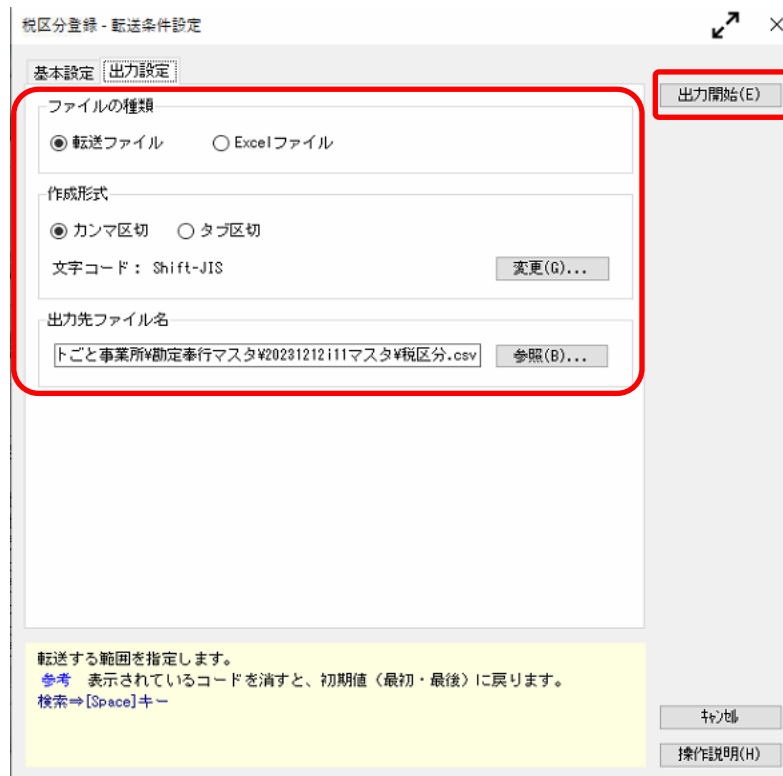 税区分登録 - 転送条件設定
基本設定 出力設定
出力開始(E)
ファイルの種類
転送ファイル Excelファイル
作成形式
カンマ区切 タブ区切
文字コード： Shift-JIS 変更(G)...
出力先ファイル名
トごと事業所¥勘定奉行マスタ¥20231212i11マスタ¥税区分.csv 参照(B)...
転送する範囲を指定します。
参考 表示されているコードを消すと、初期値（最初・最後）に戻ります。
検索⇒[Space]キー
ｷｬﾝｾﾙ
操作説明(H)